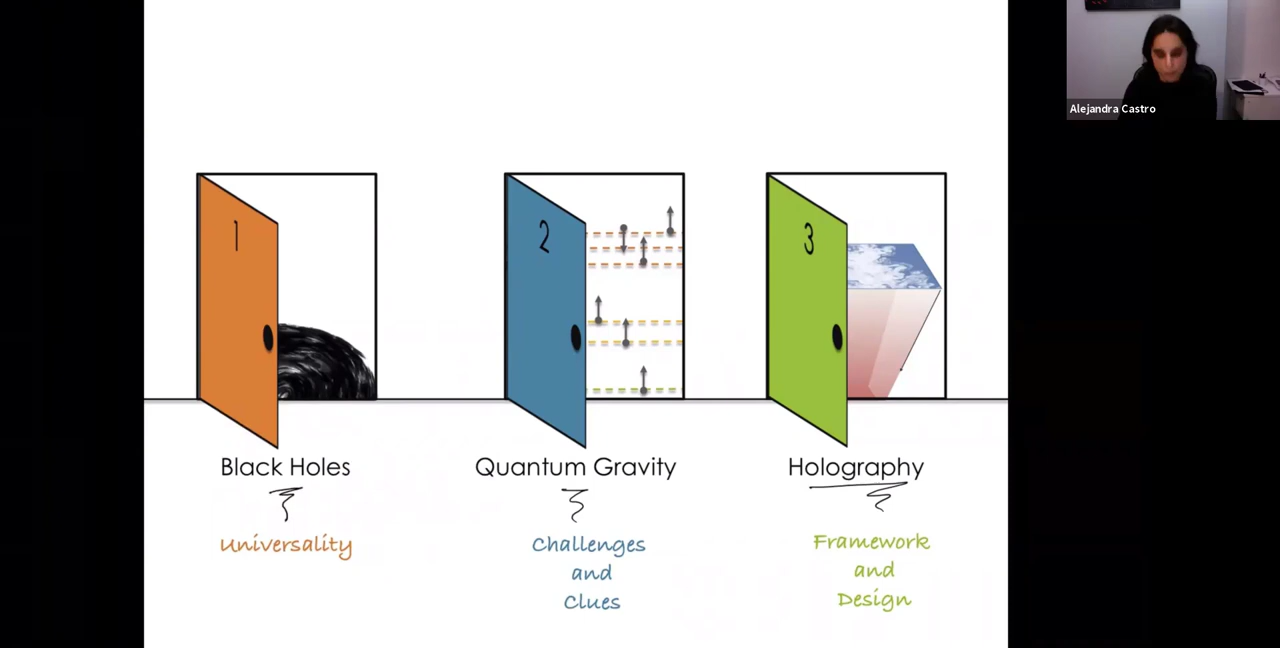 Alejandra Castro
1
2
3
Black Holes
Quantum Gravity
Holography
Universality
Challenges
and
Clues
Framework
and
Design